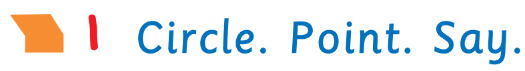 1 Circle. Point. Say.